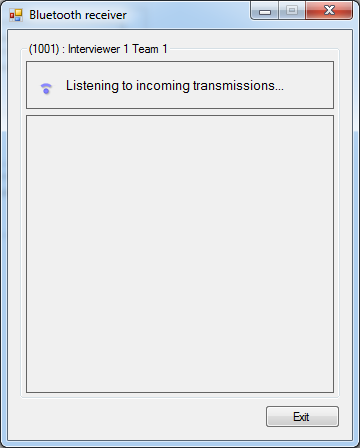 Bluetooth receiver
(1001) : Interviewer 1 Team 1
Listening to incoming transmissions...
Exit